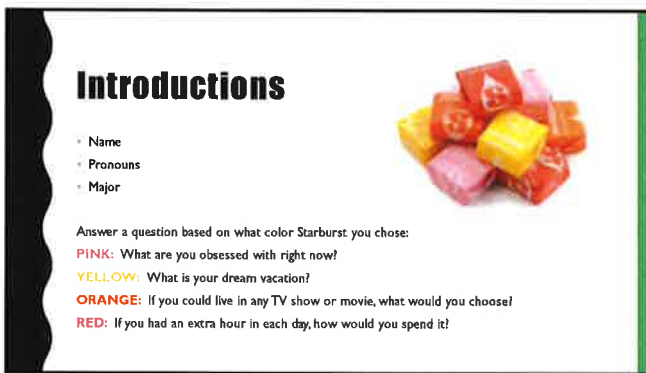 Introductions
Name
Pronouns
Major
Answer a question based on what color Starburst you chose:
PINK: What are you obsessed with right now?
YELLOW: What is your dream vacation?
ORANGE: If you could live in any TV show or movie, what would you choose?
RED: If you had an extra hour in each day, how would you spend it?